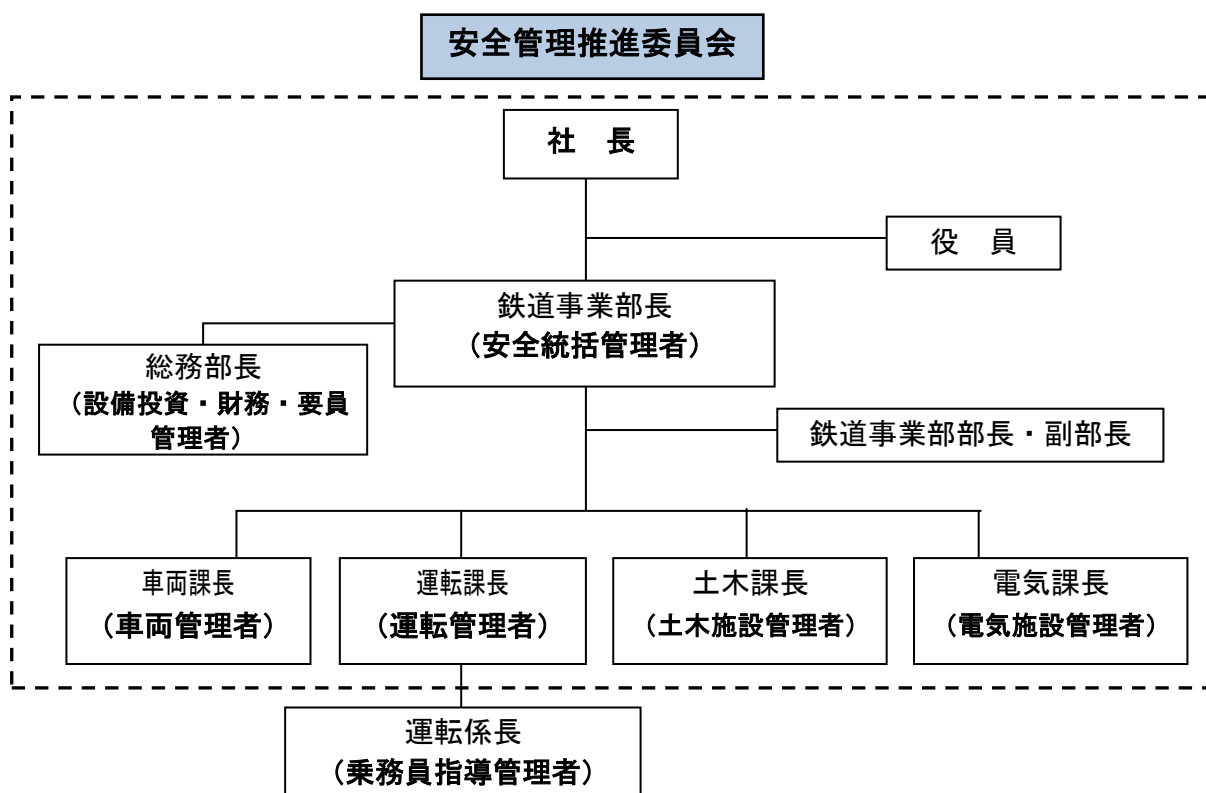 安全管理推進委員会
社　長
役　員
鉄道事業部長
（安全統括管理者）
総務部長
（設備投資・財務・要員
管理者）
鉄道事業部部長・副部長
車両課長
（車両管理者）
運転課長
（運転管理者）
土木課長
（土木施設管理者）
電気課長
（電気施設管理者）
運転係長
（乗務員指導管理者）